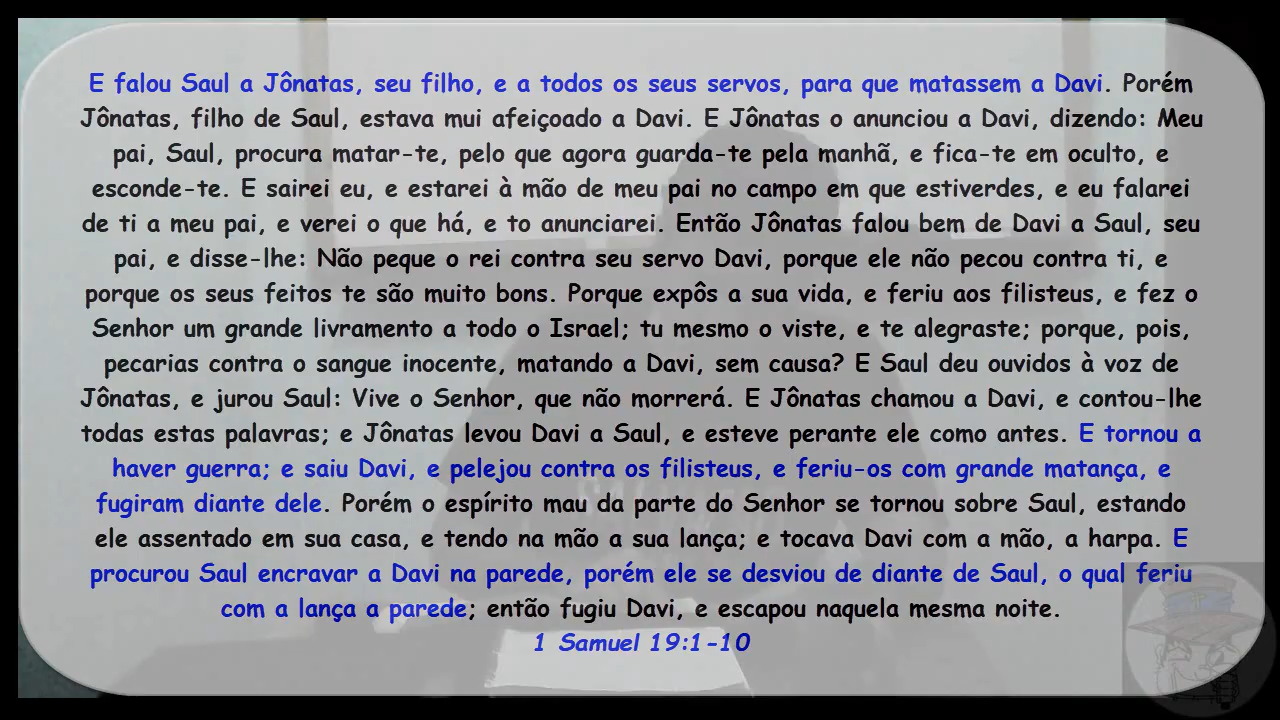 E falou Saul a Jônatas, seu filho, e a todos os seus servos, para que matassem a Davi. Porém
Jônatas, filho de Saul, estava mui afeiçoado a Davi. E Jônatas o anunciou a Davi, dizendo: Meu
pai, Saul, procura matar-te, pelo que agora guarda-te pela manhã, e fica-te em oculto, e
esconde-te. E sairei eu, e estarei à mão de meu pai no campo em que estiverdes, e eu falarei
de ti a meu pai, e verei o que há, e to anunciarei. Então Jônatas falou bem de Davi a Saul, seu
pai, e disse-lhe: Não peque o rei contra seu servo Davi, porque ele não pecou contra ti, e
porque os seus feitos te são muito bons. Porque expôs a sua vida, e feriu aos filisteus, e fez o
Senhor um grande livramento a todo o Israel; tu mesmo o viste, e te alegraste; porque, pois,
pecarias contra o sangue inocente, matando a Davi, sem causa? E Saul deu ouvidos à voz de
Jônatas, e jurou Saul: Vive o Senhor, que não morrerá. E Jônatas chamou a Davi, e contou-lhe
todas estas palavras; e Jônatas levou Davi a Saul, e esteve perante ele como antes. E tornou a
haver guerra; e saiu Davi, e pelejou contra os filisteus, e feriu-os com grande matança, e
fugiram diante dele. Porém o espírito mau da parte do Senhor se tornou sobre Saul, estando
ele assentado em sua casa, e tendo na mão a sua lança; e tocava Davi com a mão, a harpa. E
procurou Saul encravar a Davi na parede, porém ele se desviou de diante de Saul, o qual feriu
com a lança a parede; então fugiu Davi, e escapou naquela mesma noite.
1 Samuel 19:1-10